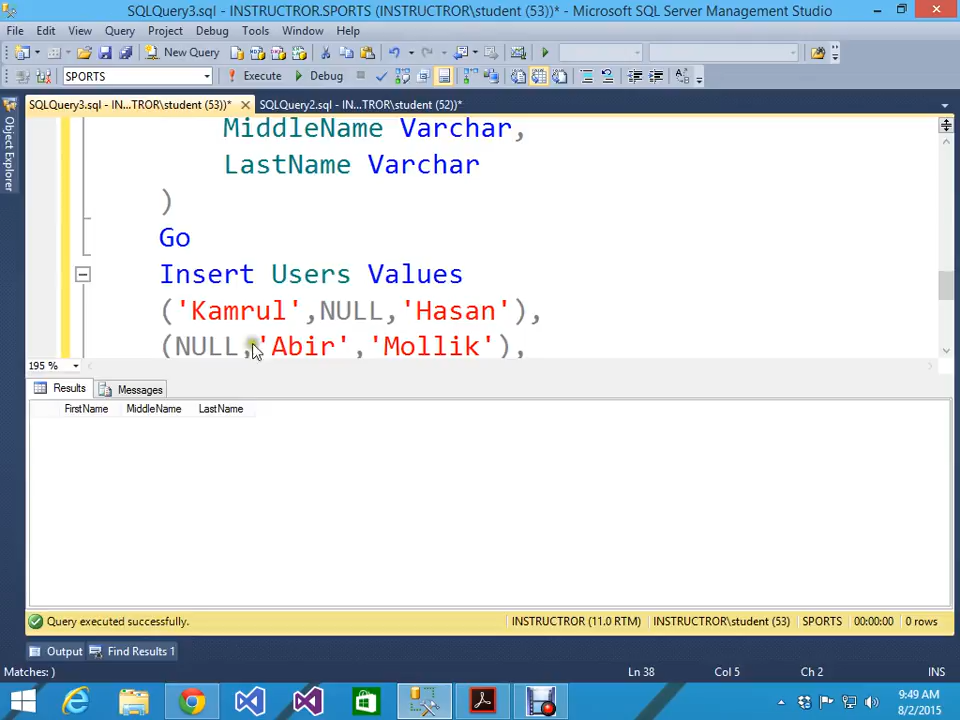 SQLQuery3.sql - INSTRUCTROR.SPORTS (INSTRUCTROR\student (53))* - Microsoft SQL Server Management Studio
File Edit View Query Project Debug Tools Window Help
New Query
SPORTS Execute Debug
SQLQuery3.sql - IN...TROR\student (53))* SQLQuery2.sql - IN...TROR\student (52))*
Object Explorer
MiddleName Varchar,
LastName Varchar
)
Go
Insert Users Values
('Kamrul',NULL,'Hasan'),
(NULL,'Abir','Mollik'),
195 %
Results Messages
FirstName MiddleName LastName
Query executed successfully. INSTRUCTROR (11.0 RTM) INSTRUCTROR\student (53) SPORTS 00:00:00 0 rows
Output Find Results 1
Matches: ) Ln 38 Col 5 Ch 2 INS
9:49 AM
8/2/2015